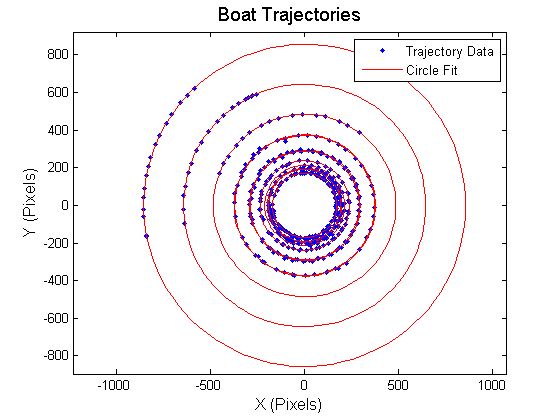 Boat Trajectories
Trajectory Data
Circle Fit
Y (Pixels)
800
600
400
200
0
-200
-400
-600
-800
-1000
-500
0
500
1000
X (Pixels)